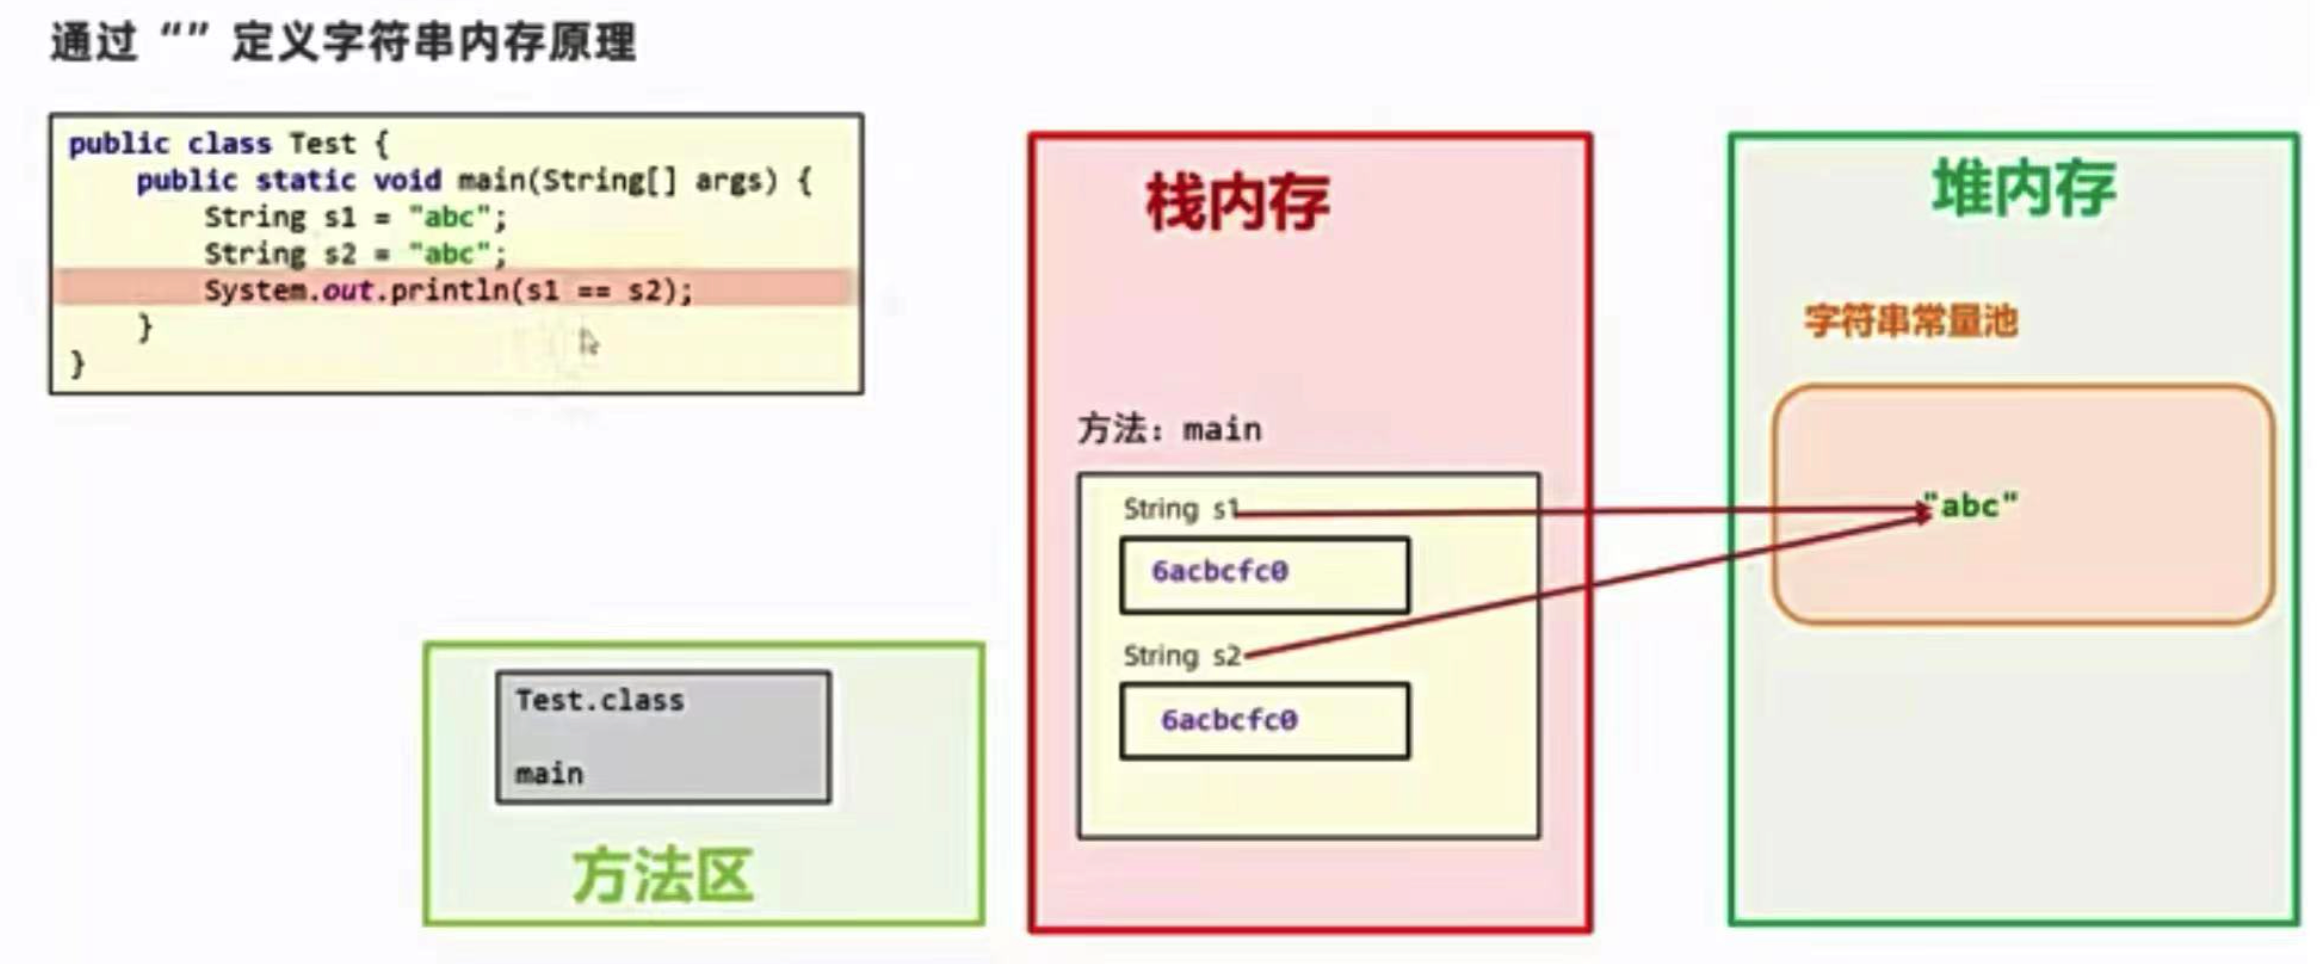 通过 “” 定义字符串内存原理
public class Test {
    public static void main(String[] args) {
        String s1 = "abc";
        String s2 = "abc";
        System.out.println(s1 == s2);
    }
}
栈内存
方法：main
String s1
6acbcfc0
String s2
6acbcfc0
堆内存
字符串常量池
"abc"
Test.class
main
方法区